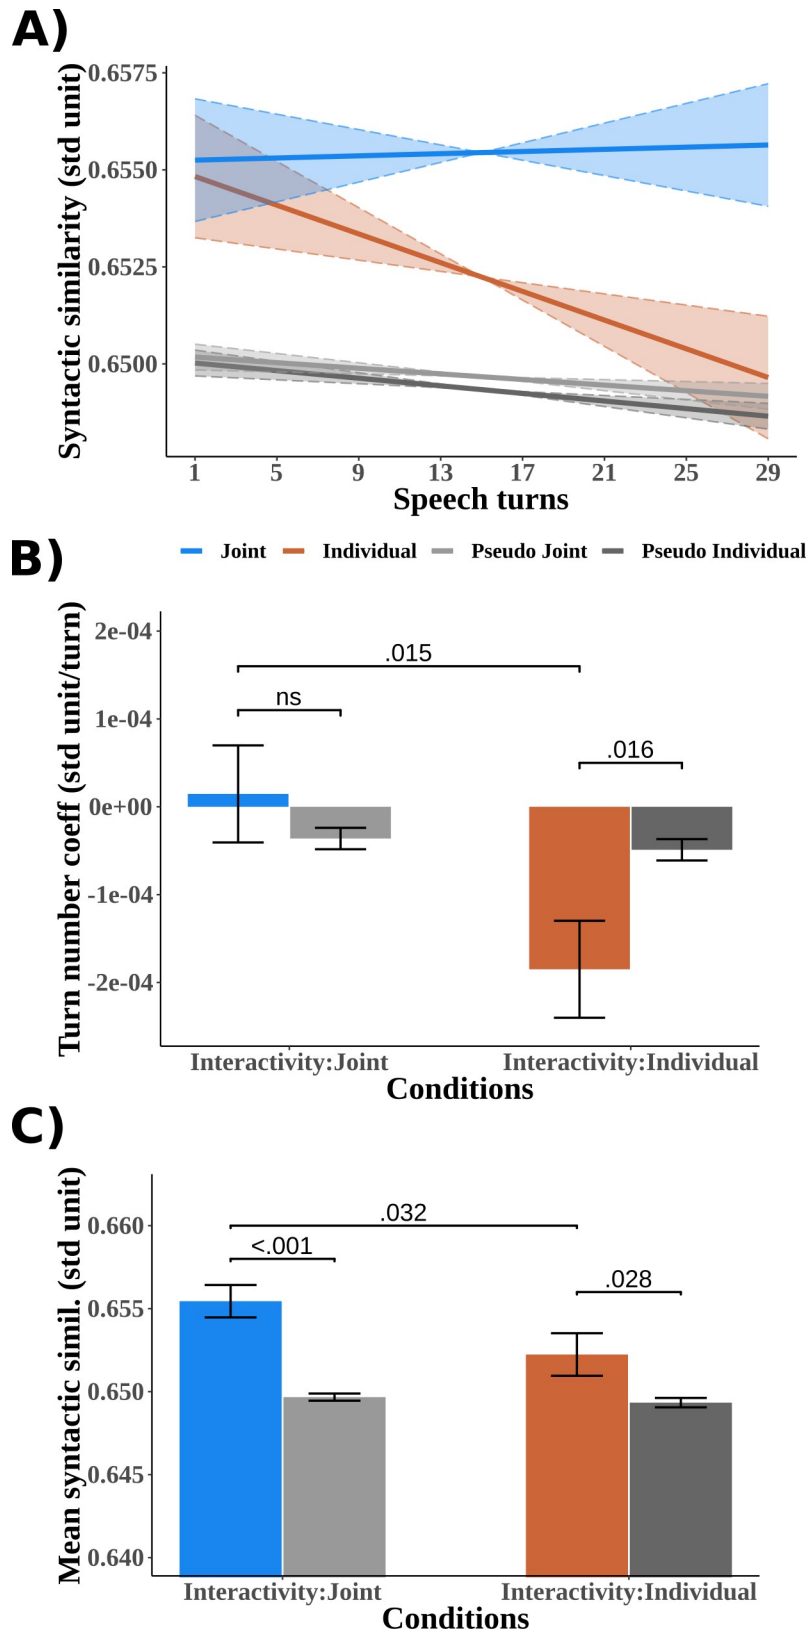 A)
Syntactic similarity (std unit)
0.6575
0.6550
0.6525
0.6500
1 5 9 13 17 21 25 29
Speech turns
Joint Individual Pseudo Joint Pseudo Individual
B)
Turn number coeff (std unit/turn)
2e-04
1e-04
0e+00
-1e-04
-2e-04
.015
ns
.016
Interactivity:Joint Interactivity:Individual
Conditions
C)
Mean syntactic simil. (std unit)
0.660
0.655
0.650
0.645
0.640
.032
<.001
.028
Interactivity:Joint Interactivity:Individual
Conditions